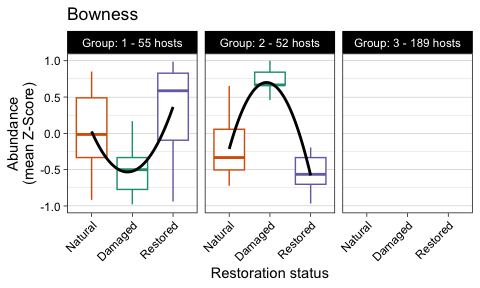 Bowness
Group: 1 - 55 hosts
Group: 2 - 52 hosts
Group: 3 - 189 hosts
Abundance
(mean Z-Score)
1.0
0.5
0.0
-0.5
-1.0
Natural
Damaged
Restored
Natural
Damaged
Restored
Natural
Damaged
Restored
Restoration status